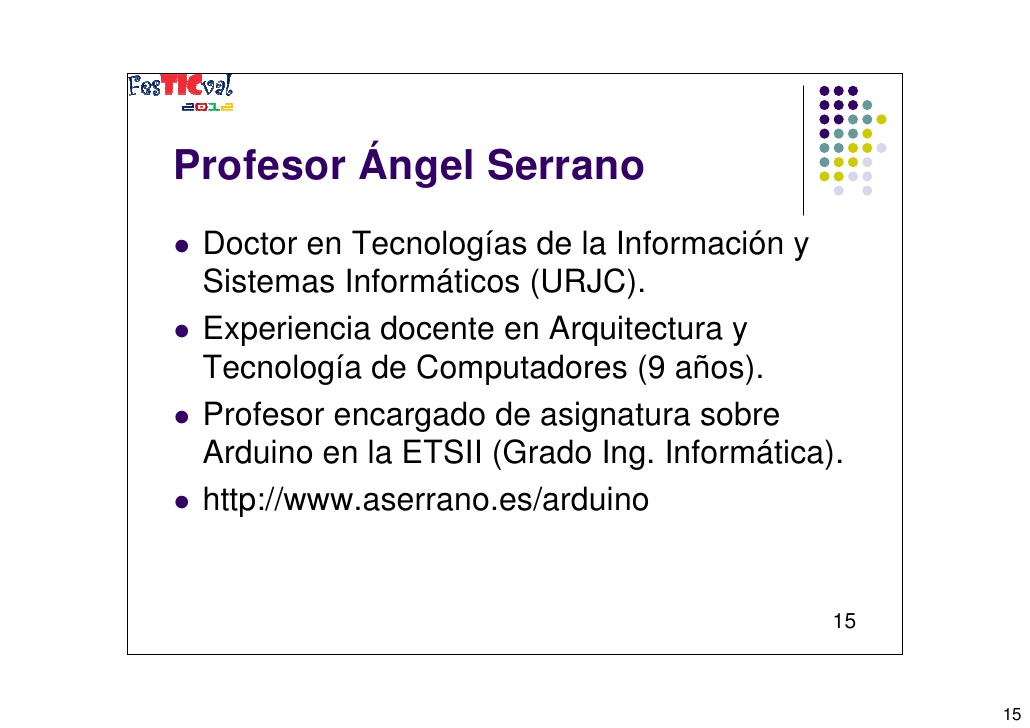 FesTICval
2012
Profesor Ángel Serrano
● Doctor en Tecnologías de la Información y
Sistemas Informáticos (URJC).
● Experiencia docente en Arquitectura y
Tecnología de Computadores (9 años).
● Profesor encargado de asignatura sobre
Arduino en la ETSII (Grado Ing. Informática).
● http://www.aserrano.es/arduino
15
15